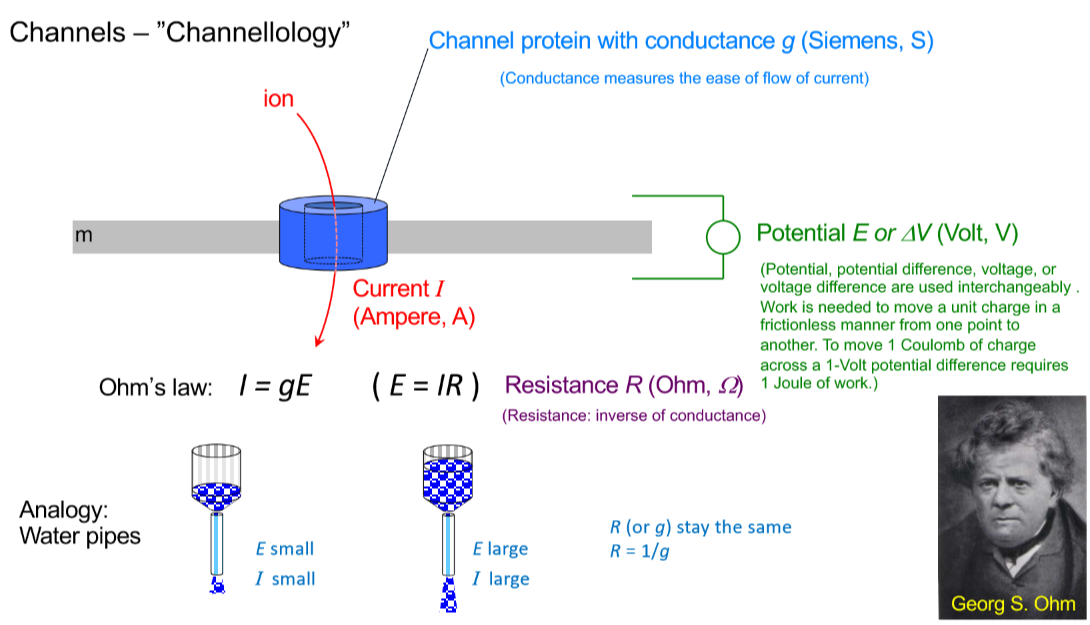 Channels – ”Channellology”
Channel protein with conductance g (Siemens, S)
(Conductance measures the ease of flow of current)
ion
m
Potential E or ΔV (Volt, V)
(Potential, potential difference, voltage, or
voltage difference are used interchangeably .
Work is needed to move a unit charge in a
frictionless manner from one point to
another. To move 1 Coulomb of charge
across a 1-Volt potential difference requires
1 Joule of work.)
Current I
(Ampere, A)
Ohm’s law: I = gE ( E = IR ) Resistance R (Ohm, Ω)
(Resistance: inverse of conductance)
Analogy:
Water pipes
E small
I small
E large
I large
R (or g) stay the same
R = 1/g
Georg S. Ohm